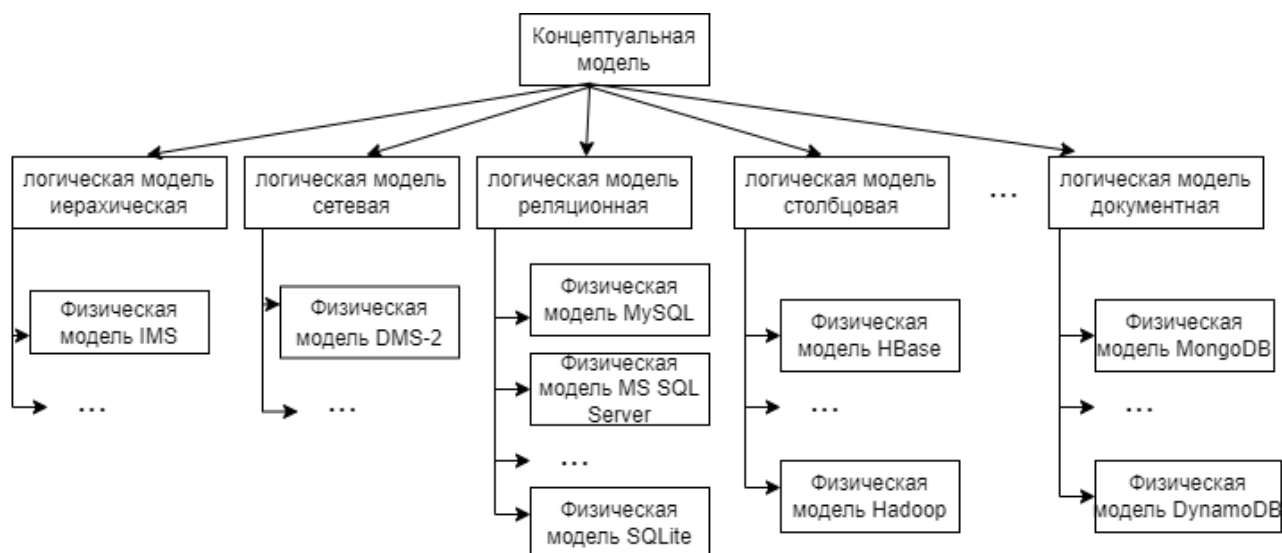 Концептуальная
модель
логическая модель
иерахическая
логическая модель
сетевая
логическая модель
реляционная
логическая модель
столбцовая
...
логическая модель
документная
Физическая
модель IMS
...
Физическая
модель DMS-2
...
Физическая
модель MySQL
Физическая
модель MS SQL
Server
...
Физическая
модель SQLite
Физическая
модель HBase
...
Физическая
модель Hadoop
Физическая
модель MongoDB
...
Физическая
модель DynamoDB